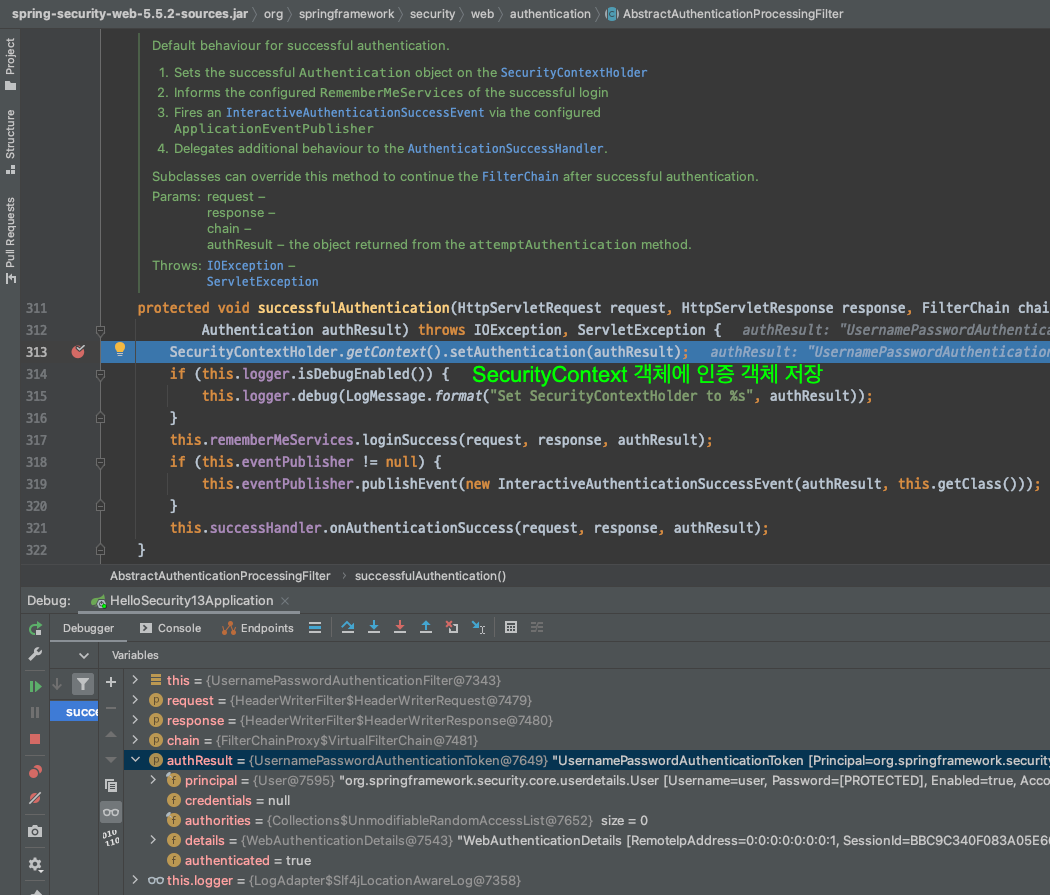 spring-security-web-5.5.2-sources.jar 〉 org 〉 springframework 〉 security 〉 web 〉 authentication 〉 AbstractAuthenticationProcessingFilter
Project
Structure
Pull Requests
Default behaviour for successful authentication.
1. Sets the successful Authentication object on the SecurityContextHolder
2. Informs the configured RememberMeServices of the successful login
3. Fires an InteractiveAuthenticationSuccessEvent via the configured
ApplicationEventPublisher
4. Delegates additional behaviour to the AuthenticationSuccessHandler.
Subclasses can override this method to continue the FilterChain after successful authentication.
Params: request –
response –
chain –
authResult – the object returned from the attemptAuthentication method.
Throws: IOException –
ServletException
311 protected void successfulAuthentication(HttpServletRequest request, HttpServletResponse response, FilterChain chai
312 Authentication authResult) throws IOException, ServletException { authResult: "UsernamePasswordAuthentica
313 SecurityContextHolder.getContext().setAuthentication(authResult); authResult: "UsernamePasswordAuthentication
314 if (this.logger.isDebugEnabled()) { SecurityContext 객체에 인증 객체 저장
315 this.logger.debug(LogMessage.format("Set SecurityContextHolder to %s", authResult));
316 }
317 this.rememberMeServices.loginSuccess(request, response, authResult);
318 if (this.eventPublisher != null) {
319 this.eventPublisher.publishEvent(new InteractiveAuthenticationSuccessEvent(authResult, this.getClass()));
320 }
321 this.successHandler.onAuthenticationSuccess(request, response, authResult);
322 }
AbstractAuthenticationProcessingFilter 〉 successfulAuthentication()
Debug: HelloSecurity13Application ×
Debugger Console Endpoints
Variables
this = {UsernamePasswordAuthenticationFilter@7343}
request = {HeaderWriterFilter$HeaderWriterRequest@7479}
succe
response = {HeaderWriterFilter$HeaderWriterResponse@7480}
chain = {FilterChainProxy$VirtualFilterChain@7481}
authResult = {UsernamePasswordAuthenticationToken@7649} "UsernamePasswordAuthenticationToken [Principal=org.springframework.security
principal = {User@7595} "org.springframework.security.core.userdetails.User [Username=user, Password=[PROTECTED], Enabled=true, Acco
credentials = null
authorities = {Collections$UnmodifiableRandomAccessList@7652} size = 0
details = {WebAuthenticationDetails@7543} "WebAuthenticationDetails [RemoteIpAddress=0:0:0:0:0:0:0:1, SessionId=BBC9C340F083A05E6
authenticated = true
this.logger = {LogAdapter$Slf4jLocationAwareLog@7358}